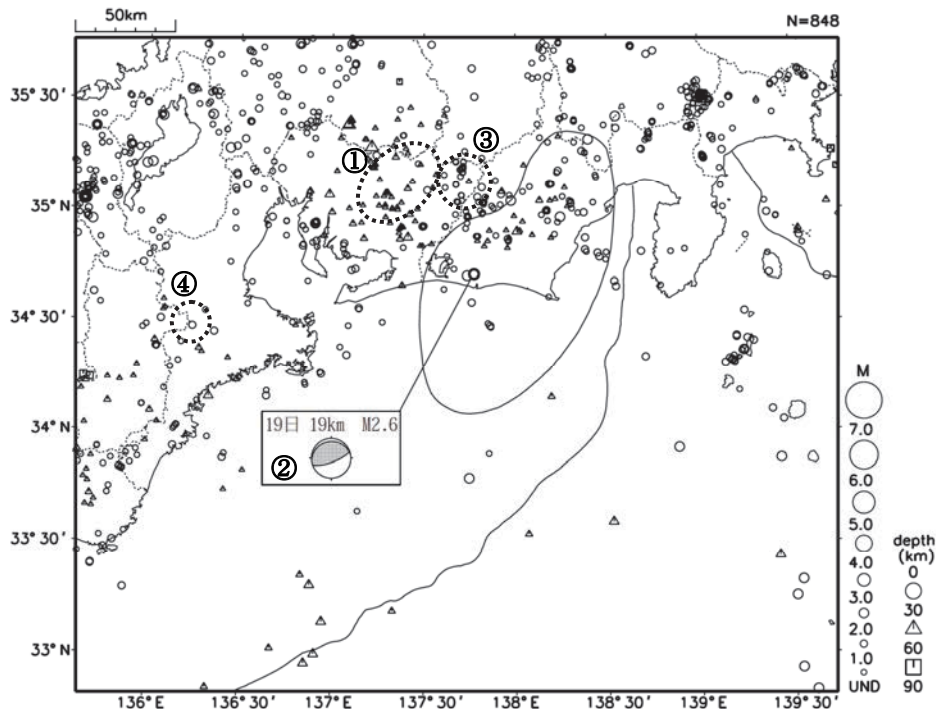 50km
N=848
35°30′
35°N
34°30′
34°N
33°30′
33°N
①
③
④
19日 19km M2.6
②
M
7.0
6.0
5.0
4.0
3.0
2.0
1.0
UND
depth
(km)
0
30
60
90
136°E
136°30′
137°E
137°30′
138°E
138°30′
139°E
139°30′